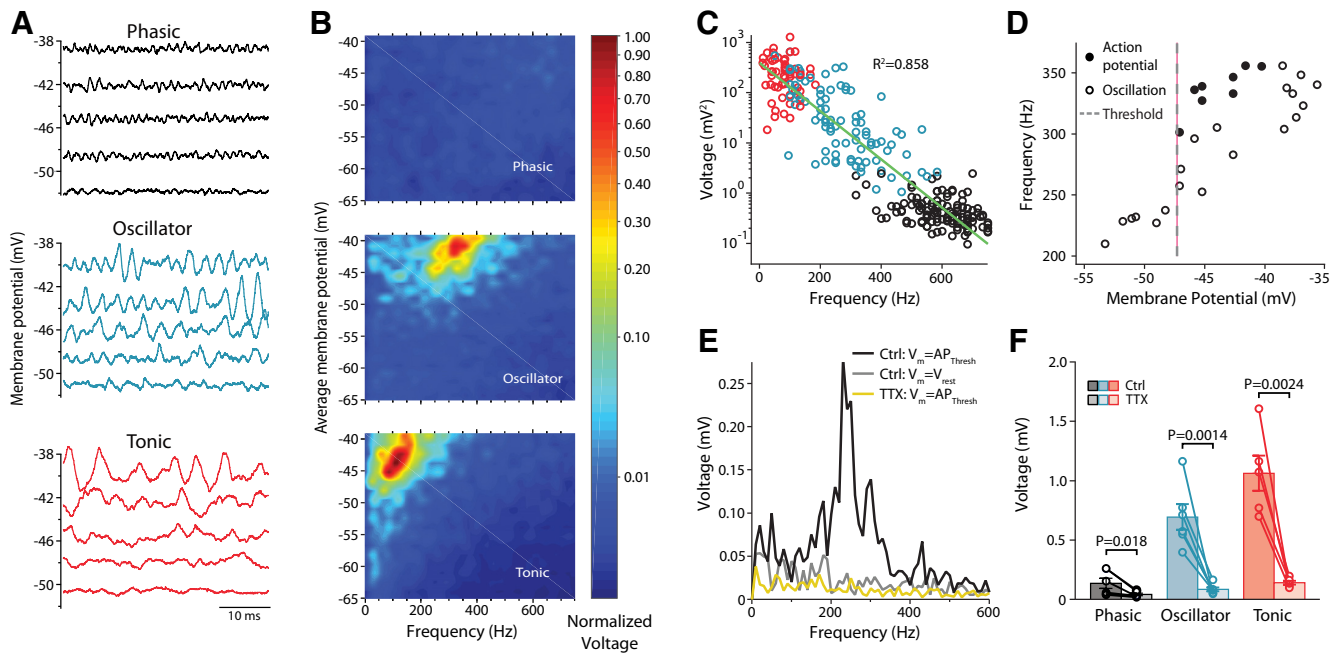 A
Phasic
-38
-42
-46
-51
Oscillator
-38
-42
-46
-51
Tonic
-38
-42
-46
-51
Membrane potential (mV)
10 ms
B
-40
-45
-50
-55
-60
-65
Phasic
-40
-45
-50
-55
-60
-65
Oscillator
-40
-45
-50
-55
-60
-65
Tonic
0 200 400 600
Average membrane potential (mV)
Frequency (Hz)
1.00
0.90
0.80
0.70
0.60
0.50
0.40
0.30
0.20
0.10
0.01
Normalized
Voltage
C
10³
10²
10¹
10⁰
10⁻¹
Voltage (mV²)
R²=0.858
0 200 400 600
Frequency (Hz)
D
Action
potential
Oscillation
Threshold
350
300
250
200
Frequency (Hz)
-55 -50 -45 -40 -35
Membrane Potential (mV)
E
Ctrl: Vm=APThresh
Ctrl: Vm=Vrest
TTX: Vm=APThresh
0.25
0.20
0.15
0.10
0.05
0
Voltage (mV)
0 200 400 600
Frequency (Hz)
F
2.0
1.5
1.0
0.5
0
Voltage (mV)
Ctrl
TTX
P=0.018
P=0.0014
P=0.0024
Phasic
Oscillator
Tonic